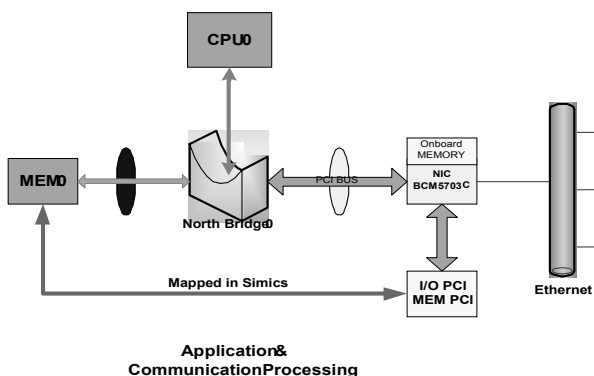 CPU0
Onboard
MEMORY
MEM0
PCI BUS
NIC
BCM5703C
North Bridge0
Mapped in Simics
I/O PCI
MEM PCI
Ethernet
Application&
CommunicationProcessing